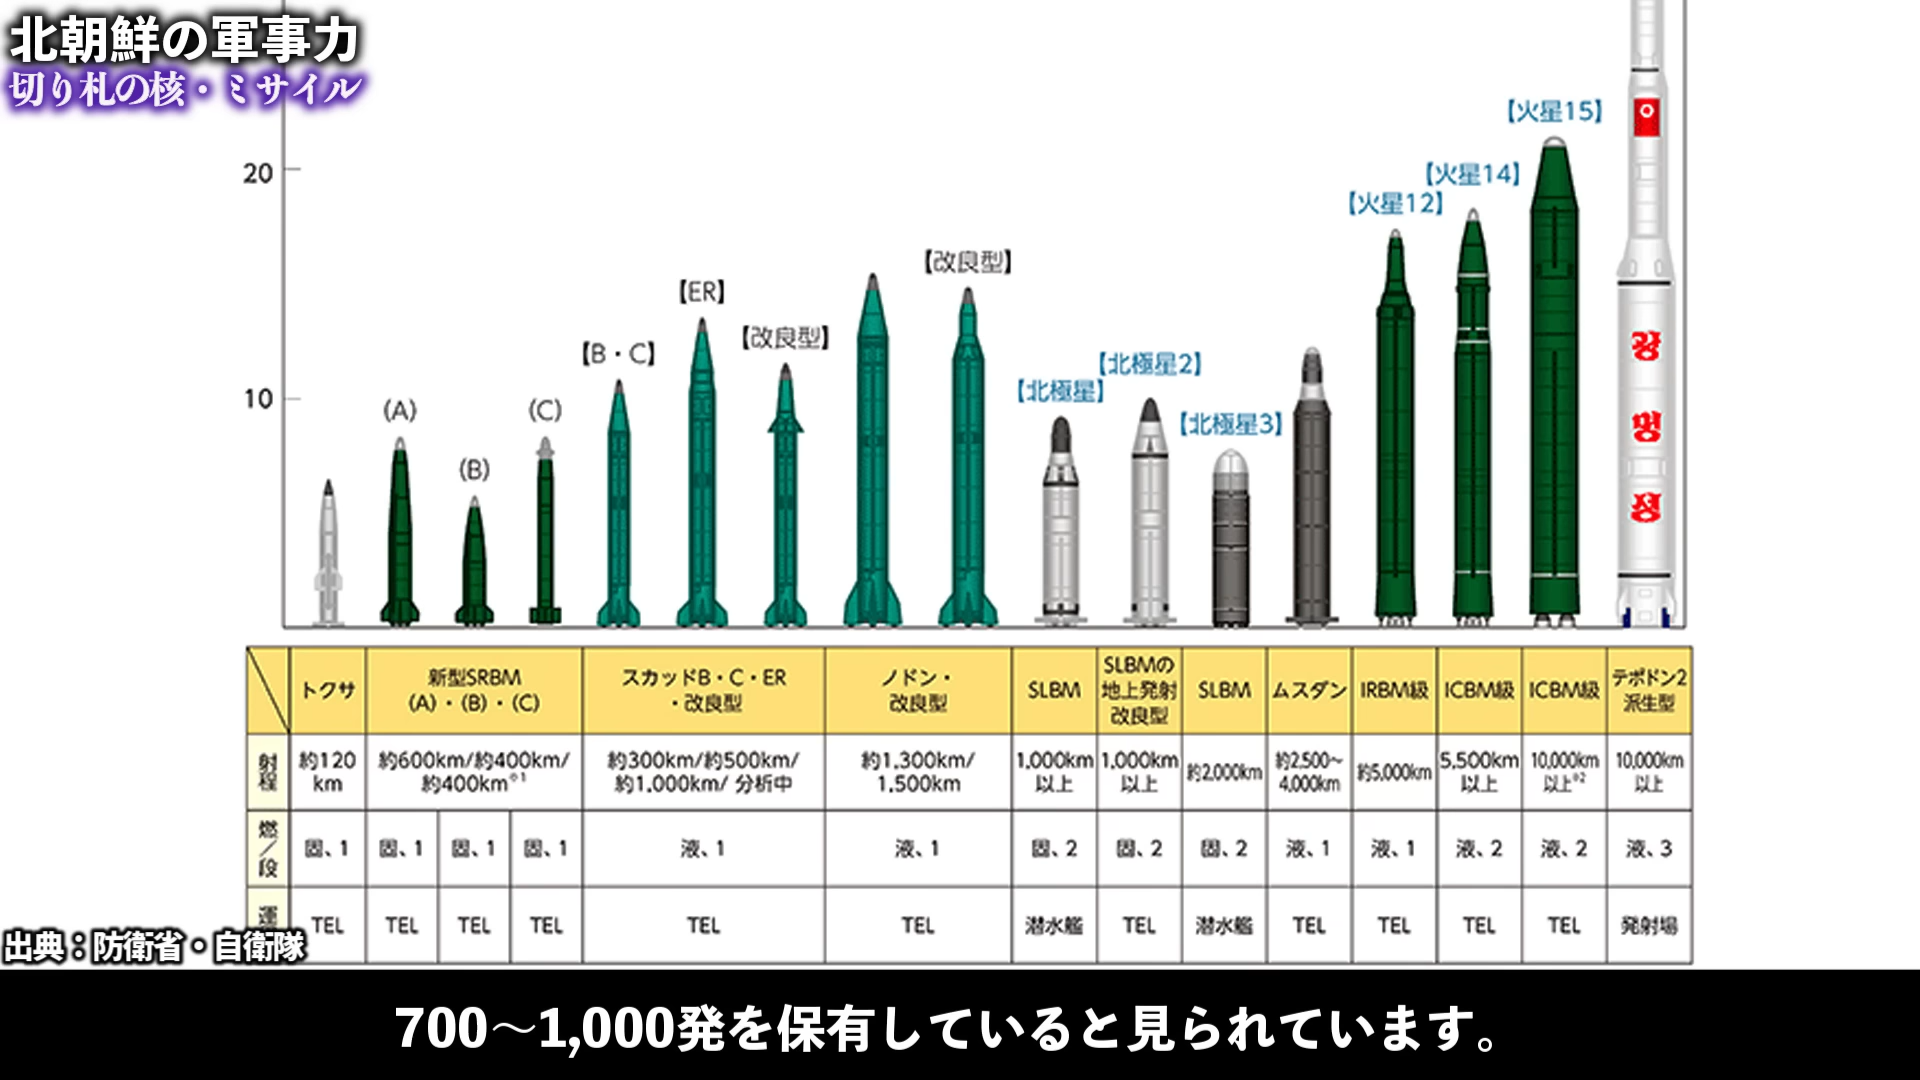 北朝鮮の軍事力
切り札の核・ミサイル
20
10
(A)
(B)
(C)
【B・C】
【ER】
【改良型】
【改良型】
【北極星】
【北極星2】
【北極星3】
【火星12】
【火星14】
【火星15】
광
명
성
トクサ
新型SRBM
(A)・(B)・(C)
スカッドB・C・ER
・改良型
ノドン・
改良型
SLBM
SLBMの
地上発射
改良型
SLBM
ムスダン
IRBM級
ICBM級
ICBM級
テポドン2
派生型
射程
約120
km
約600km/約400km/
約400km※1
約300km/約500km/
約1,000km/ 分析中
約1,300km/
1,500km
1,000km
以上
1,000km
以上
約2,000km
約2,500～
4,000km
約5,000km
5,500km
以上
10,000km
以上※2
10,000km
以上
燃/段
固、1
固、1
固、1
固、1
液、1
液、1
固、2
固、2
固、2
液、1
液、1
液、2
液、2
液、3
運
TEL
TEL
TEL
TEL
TEL
TEL
潜水艦
TEL
潜水艦
TEL
TEL
TEL
TEL
発射場
出典：防衛省・自衛隊
700～1,000発を保有していると見られています。